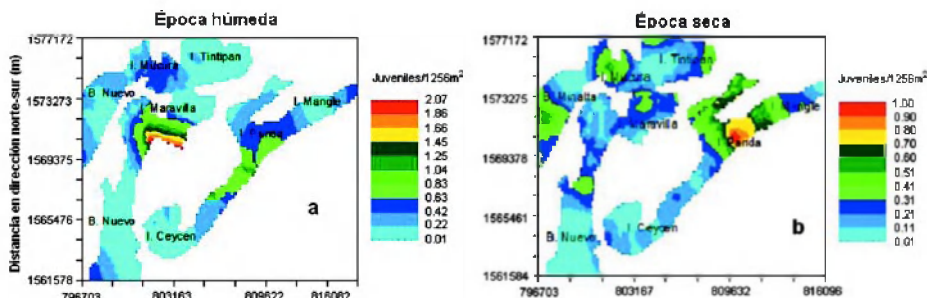 Época húmeda
Época seca
1577172
1573273
1569375
1565476
1561578
796703
803163
809622
816082
Distancia en dirección norte-sur (m)
I. Tintipan
I. Múcura
B. Nuevo
Maravilla
I. Mangle
I. Panda
B. Nuevo
I. Ceycen
a
Juveniles/1256m²
2.07
1.86
1.66
1.45
1.25
1.04
0.83
0.63
0.42
0.22
0.01
1577172
1573275
1569378
1565461
1561584
796703
803167
809632
816096
I. Tintipan
I. Múcura
B. Minalta
Maravilla
I. Mangle
I. Panda
B. Nuevo
I. Ceycen
b
Juveniles/1256m²
1.00
0.90
0.80
0.70
0.60
0.51
0.41
0.31
0.21
0.11
0.01